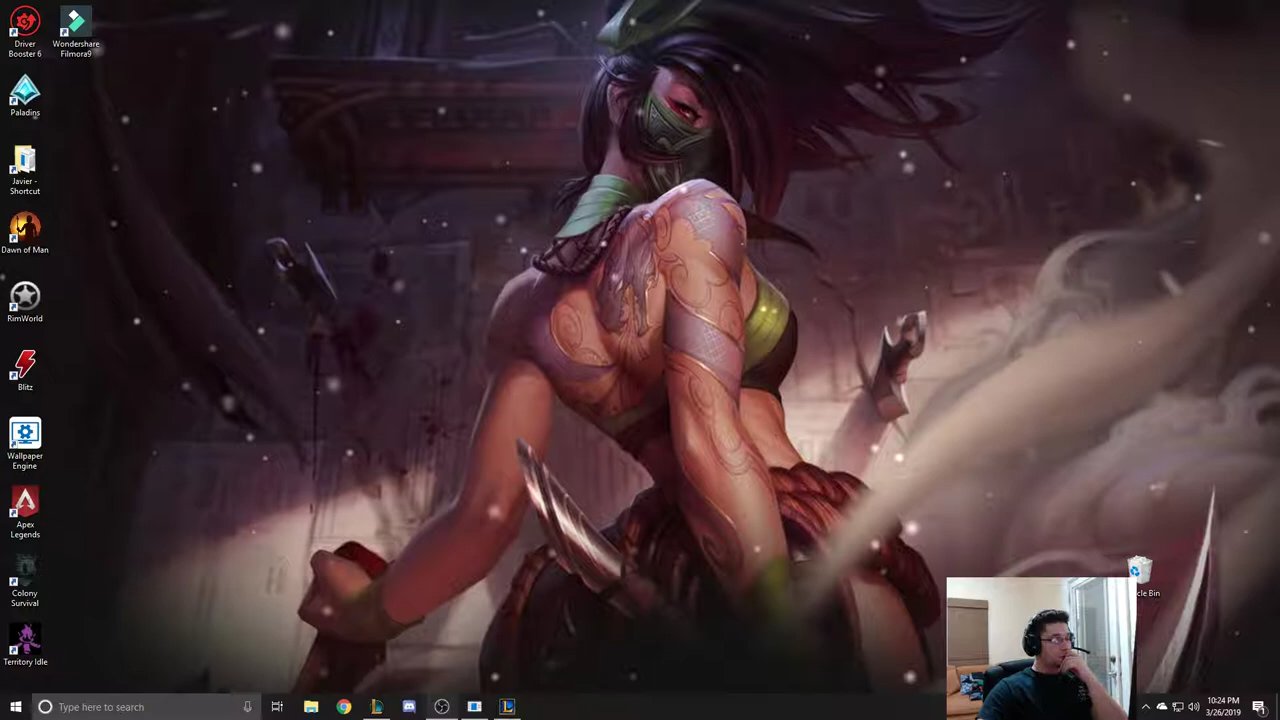 Driver
Booster 6
Wondershare
Filmora9
Paladins
Javier -
Shortcut
Dawn of Man
RimWorld
Blitz
Wallpaper
Engine
Apex
Legends
Colony
Survival
Territory Idle
cle Bin
Type here to search
10:24 PM
3/26/2019